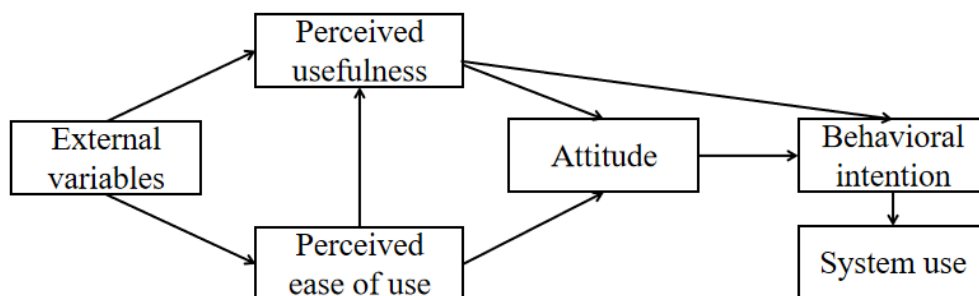 Perceived
usefulness
External
variables
Attitude
Behavioral
intention
Perceived
ease of use
System use